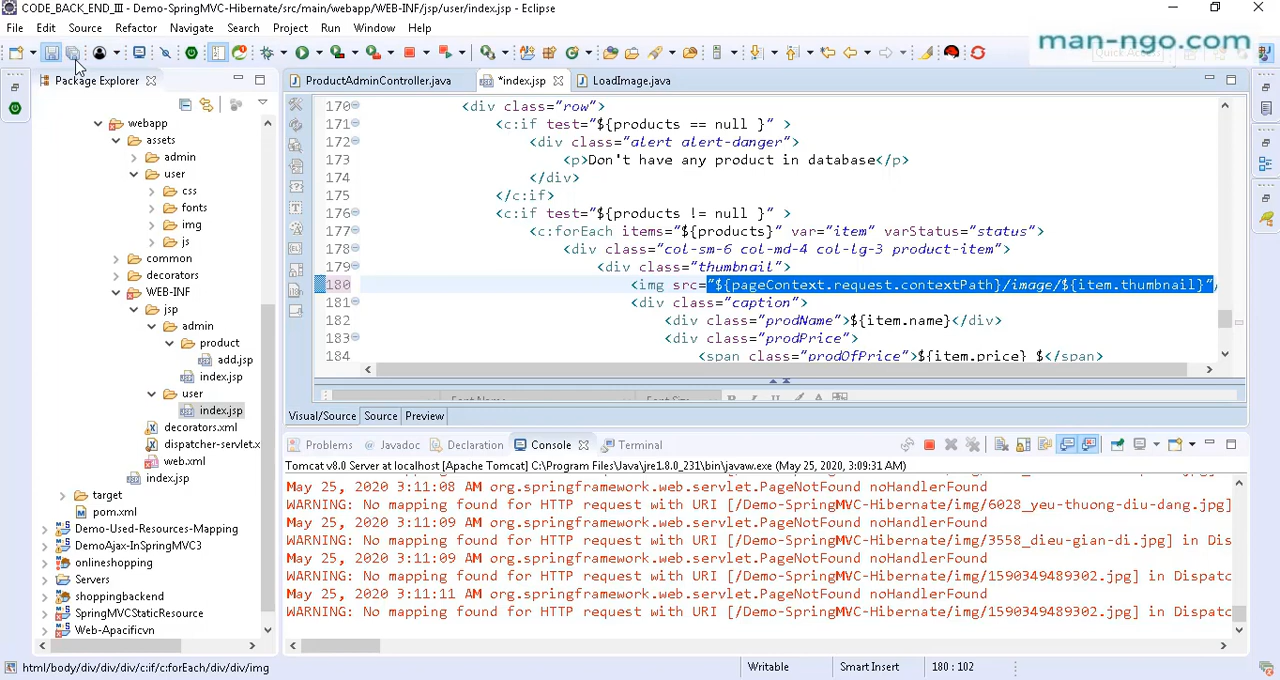 CODE_BACK_END_III - Demo-SpringMVC-Hibernate/src/main/webapp/WEB-INF/jsp/user/index.jsp - Eclipse
File Edit Source Refactor Navigate Search Project Run Window Help
man-ngo.com
Quick Access
Package Explorer
ProductAdminController.java
*index.jsp
LoadImage.java
webapp
assets
admin
user
css
fonts
img
js
common
decorators
WEB-INF
jsp
admin
product
add.jsp
index.jsp
user
index.jsp
decorators.xml
dispatcher-servlet.x
web.xml
index.jsp
target
pom.xml
Demo-Used-Resources-Mapping
DemoAjax-InSpringMVC3
onlineshopping
Servers
shoppingbackend
SpringMVCStaticResource
Web-Apacificvn
170 <div class="row">
171 <c:if test="${products == null }" >
172 <div class="alert alert-danger">
173 <p>Don't have any product in database</p>
174 </div>
175 </c:if>
176 <c:if test="${products != null }" >
177 <c:forEach items="${products}" var="item" varStatus="status">
178 <div class="col-sm-6 col-md-4 col-lg-3 product-item">
179 <div class="thumbnail">
180 <img src="${pageContext.request.contextPath}/image/${item.thumbnail}"/
181 <div class="caption">
182 <div class="prodName">${item.name}</div>
183 <div class="prodPrice">
184 <span class="prodOfPrice">${item.price} $</span>
Visual/Source Source Preview
Problems Javadoc Declaration Console Terminal
Tomcat v8.0 Server at localhost [Apache Tomcat] C:\Program Files\Java\jre1.8.0_231\bin\javaw.exe (May 25, 2020 3:09:31 AM)
May 25, 2020 3:11:08 AM org.springframework.web.servlet.PageNotFound noHandlerFound
WARNING: No mapping found for HTTP request with URI [/Demo-SpringMVC-Hibernate/img/6028_yeu-thuong-diu-dang.jpg]
May 25, 2020 3:11:09 AM org.springframework.web.servlet.PageNotFound noHandlerFound
WARNING: No mapping found for HTTP request with URI [/Demo-SpringMVC-Hibernate/img/3558_dieu-gian-di.jpg] in Dis
May 25, 2020 3:11:09 AM org.springframework.web.servlet.PageNotFound noHandlerFound
WARNING: No mapping found for HTTP request with URI [/Demo-SpringMVC-Hibernate/img/1590349489302.jpg] in Dispatc
May 25, 2020 3:11:11 AM org.springframework.web.servlet.PageNotFound noHandlerFound
WARNING: No mapping found for HTTP request with URI [/Demo-SpringMVC-Hibernate/img/1590349489302.jpg] in Dispatc
html/body/div/div/div/c:if/c:forEach/div/div/img
Writable
Smart Insert
180 : 102